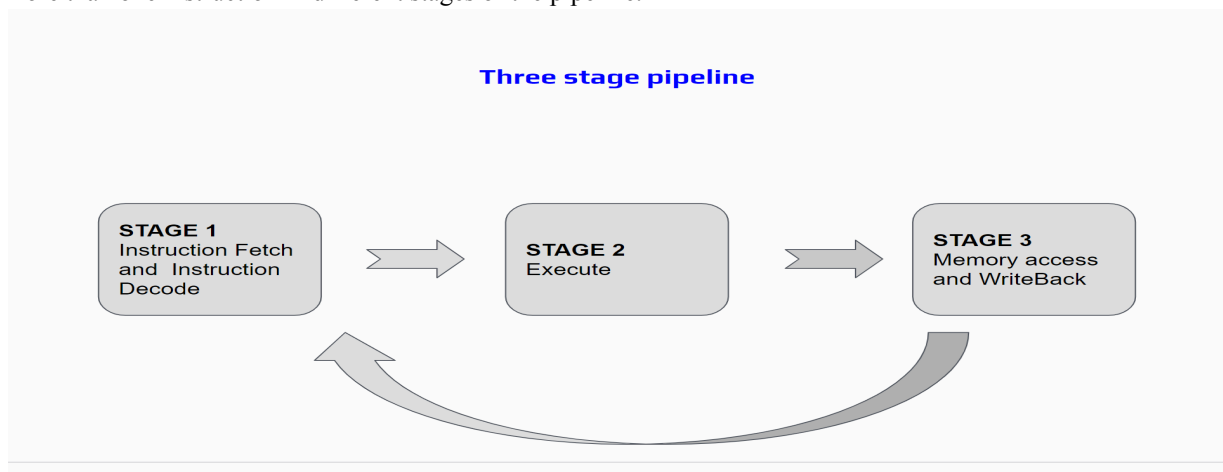 Three stage pipeline
STAGE 1
Instruction Fetch
and Instruction
Decode
STAGE 2
Execute
STAGE 3
Memory access
and WriteBack